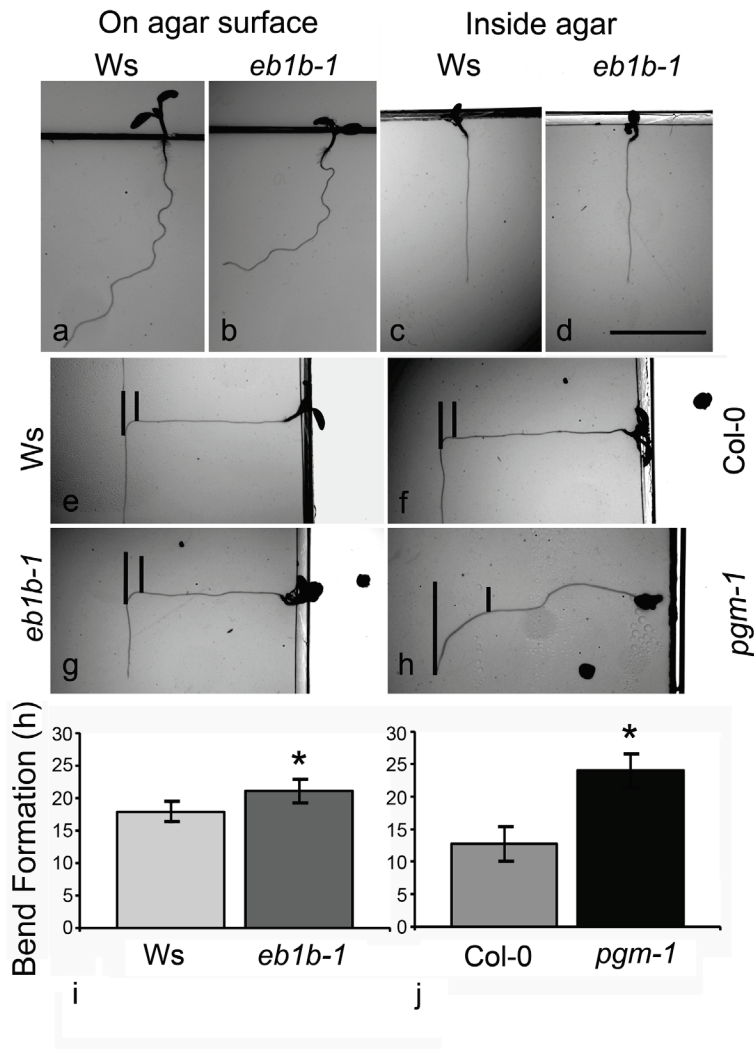 On agar surface
Inside agar
Ws
eb1b-1
Ws
eb1b-1
a
b
c
d
Ws
e
f
Col-0
eb1b-1
g
h
pgm-1
Bend Formation (h)
30
25
20
15
10
5
0
*
Ws
eb1b-1
i
30
25
20
15
10
5
0
*
Col-0
pgm-1
j